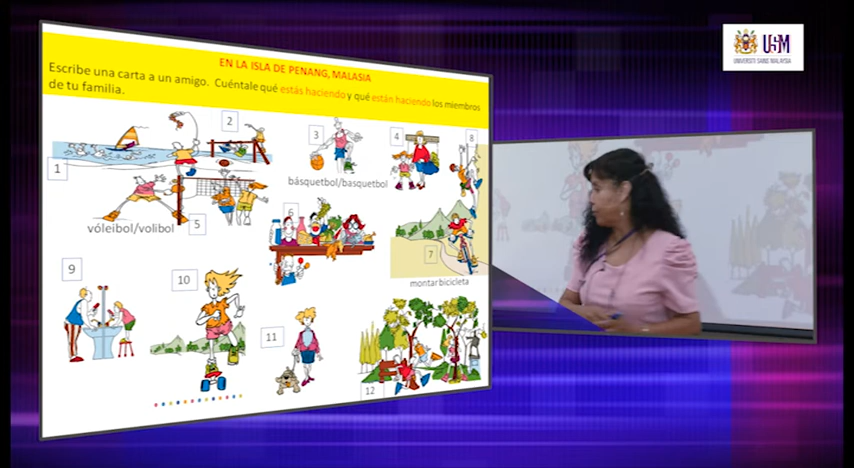 EN LA ISLA DE PENANG, MALASIA
Escribe una carta a un amigo. Cuéntale qué estás haciendo y qué están haciendo los miembros
de tu familia.
1
2
3
4
8
básquetbol/basquetbol
vóleibol/volibol
5
6
7
montar bicicleta
9
10
11
12
USM
UNIVERSITI SAINS MALAYSIA